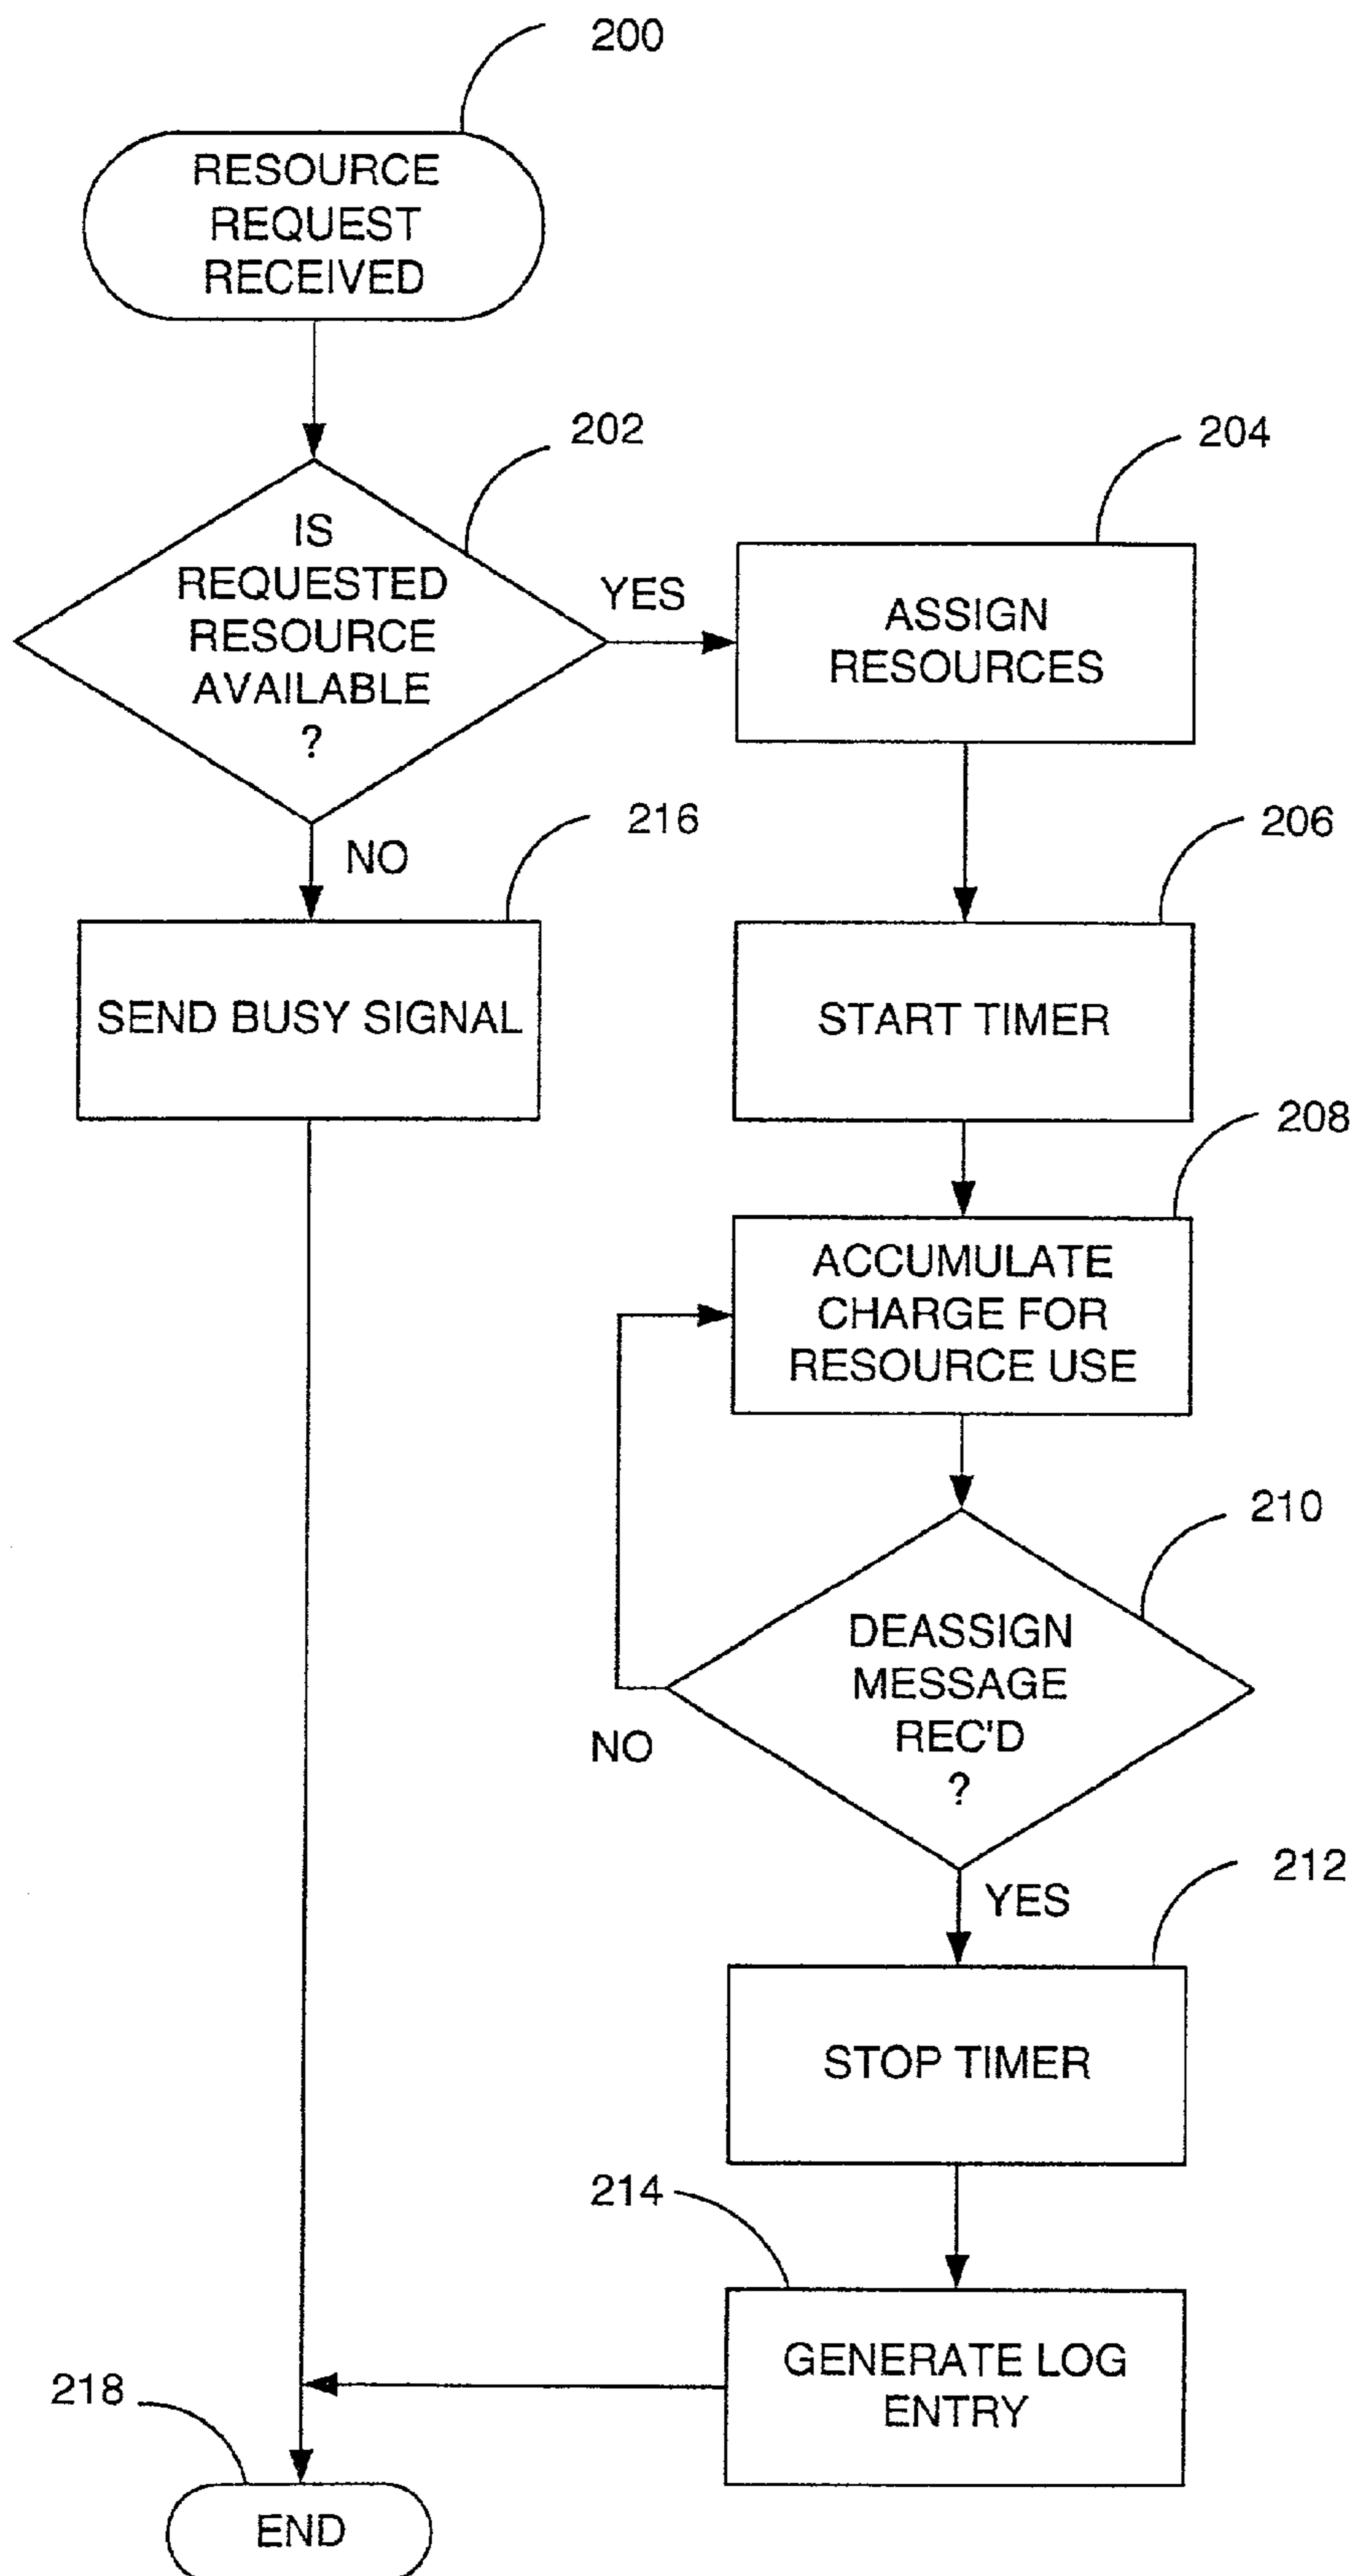 200
RESOURCE
REQUEST
RECEIVED
202
IS
REQUESTED
RESOURCE
AVAILABLE
?
YES
204
ASSIGN
RESOURCES
NO
216
SEND BUSY SIGNAL
206
START TIMER
208
ACCUMULATE
CHARGE FOR
RESOURCE USE
210
DEASSIGN
MESSAGE
REC'D
?
NO
YES
212
STOP TIMER
214
GENERATE LOG
ENTRY
218
END